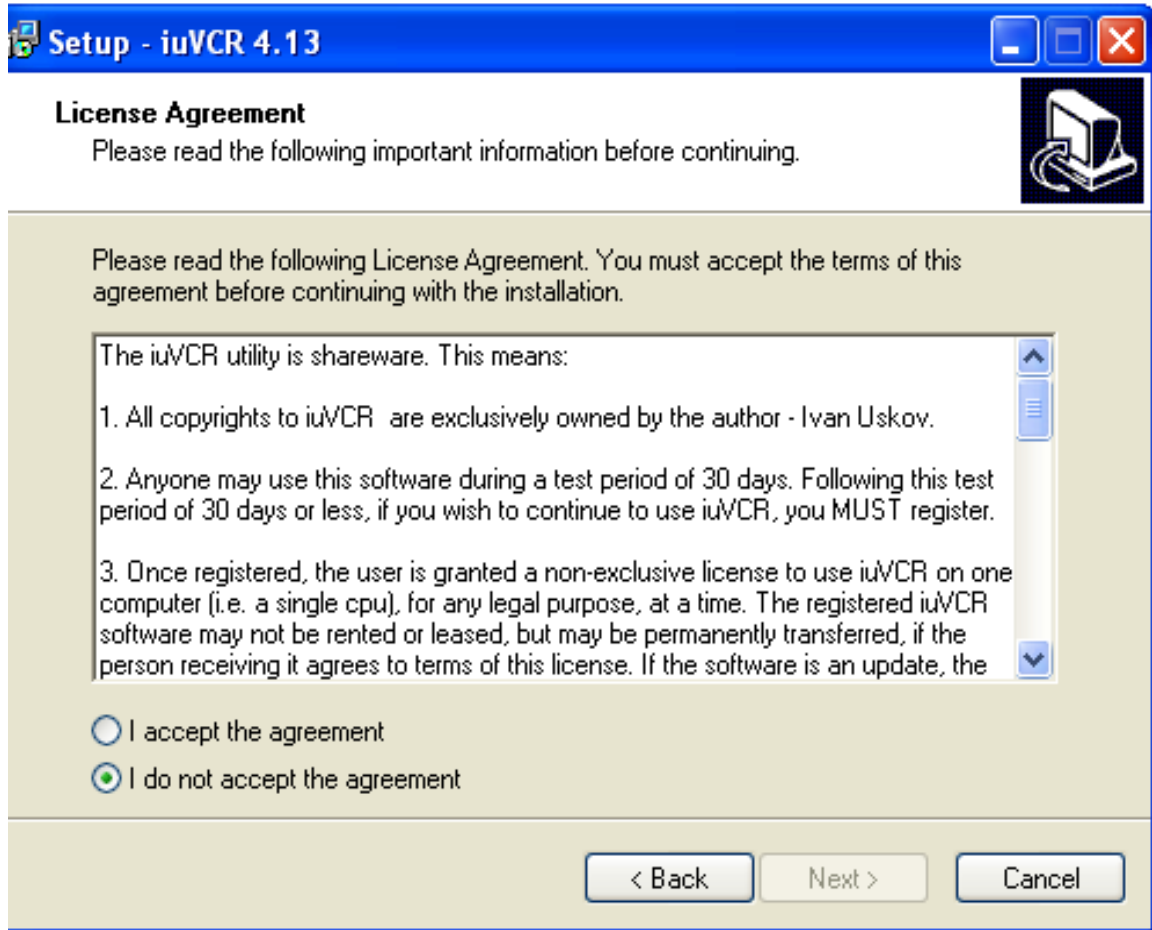 Setup - iuVCR 4.13
License Agreement
Please read the following important information before continuing.
Please read the following License Agreement. You must accept the terms of this
agreement before continuing with the installation.
The iuVCR utility is shareware. This means:
1. All copyrights to iuVCR  are exclusively owned by the author - Ivan Uskov.
2. Anyone may use this software during a test period of 30 days. Following this test
period of 30 days or less, if you wish to continue to use iuVCR, you MUST register.
3. Once registered, the user is granted a non-exclusive license to use iuVCR on one
computer (i.e. a single cpu), for any legal purpose, at a time. The registered iuVCR
software may not be rented or leased, but may be permanently transferred, if the
person receiving it agrees to terms of this license. If the software is an update, the
I accept the agreement
I do not accept the agreement
< Back
Next >
Cancel